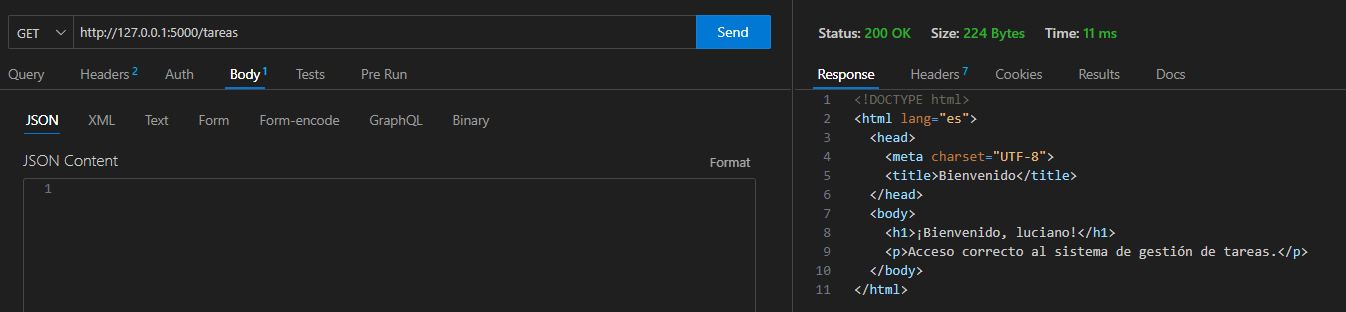 GET http://127.0.0.1:5000/tareas Send
Query Headers 2 Auth Body 1 Tests Pre Run
JSON XML Text Form Form-encode GraphQL Binary
JSON Content Format
1
Status: 200 OK Size: 224 Bytes Time: 11 ms
Response Headers 7 Cookies Results Docs
1 <!DOCTYPE html>
2 <html lang="es">
3 <head>
4 <meta charset="UTF-8">
5 <title>Bienvenido</title>
6 </head>
7 <body>
8 <h1>¡Bienvenido, luciano!</h1>
9 <p>Acceso correcto al sistema de gestión de tareas.</p>
10 </body>
11 </html>